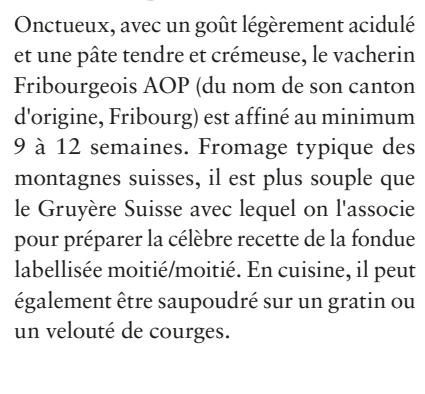 Onctueux, avec un goût légèrement acidulé
et une pâte tendre et crémeuse, le vacherin
Fribourgeois AOP (du nom de son canton
d'origine, Fribourg) est affiné au minimum
9 à 12 semaines. Fromage typique des
montagnes suisses, il est plus souple que
le Gruyère Suisse avec lequel on l'associe
pour préparer la célèbre recette de la fondue
labellisée moitié/moitié. En cuisine, il peut
également être saupoudré sur un gratin ou
un velouté de courges.